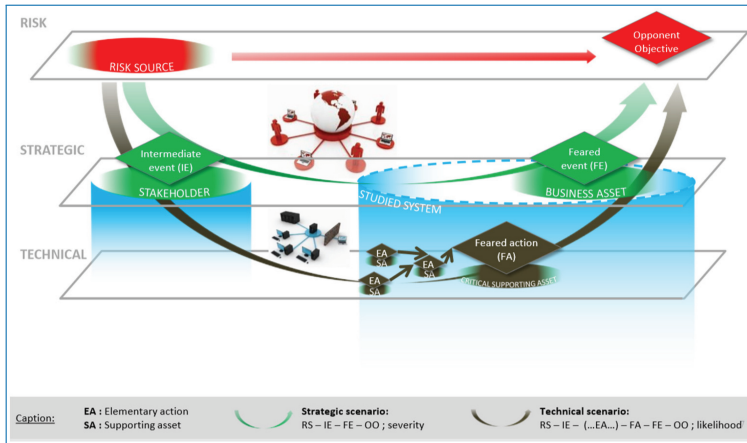 RISK
Opponent
Objective
RISK SOURCE
STRATEGIC
Intermediate
event (IE)
Feared
event (FE)
STAKEHOLDER
STUDIED SYSTEM
BUSINESS ASSET
TECHNICAL
EA
SA
EA
SA
EA
SA
Feared action
(FA)
CRITICAL SUPPORTING ASSET
Caption:
EA : Elementary action
SA : Supporting asset
Strategic scenario:
RS – IE – FE – OO ; severity
Technical scenario:
RS – IE – (...EA...) – FA – FE – OO ; likelihood